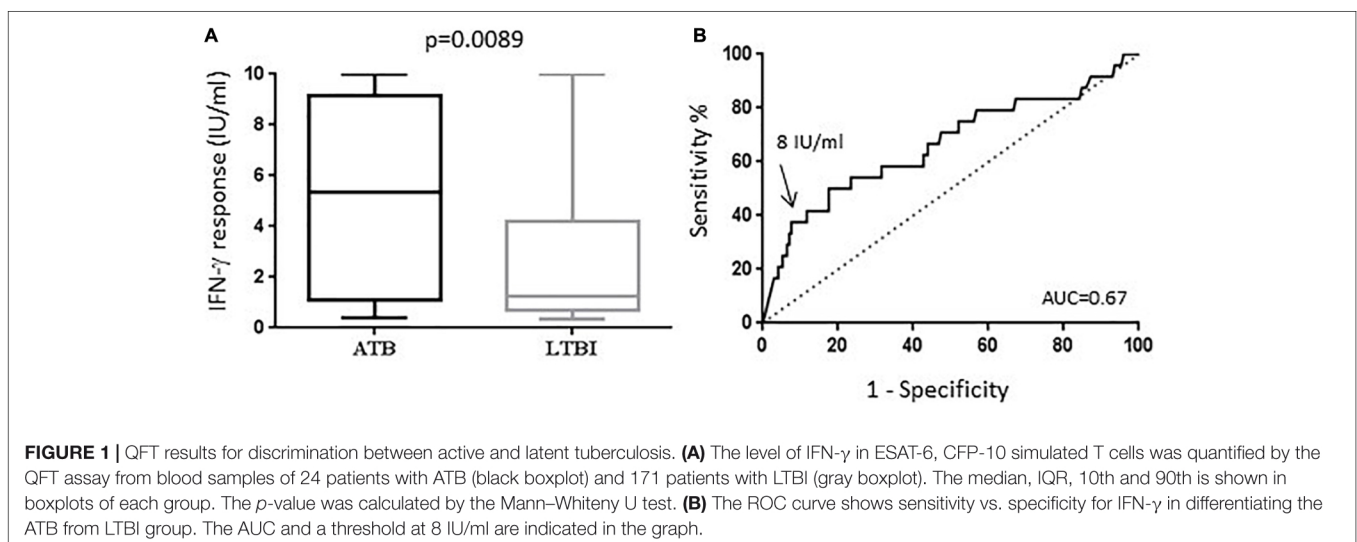 A
p=0.0089
IFN-γ response (IU/ml)
10
8
6
4
2
0
ATB
LTBI
B
Sensitivity %
100
80
60
40
20
0
8 IU/ml
AUC=0.67
0
20
40
60
80
100
1 - Specificity
FIGURE 1 | QFT results for discrimination between active and latent tuberculosis. (A) The level of IFN-γ in ESAT-6, CFP-10 simulated T cells was quantified by the
QFT assay from blood samples of 24 patients with ATB (black boxplot) and 171 patients with LTBI (gray boxplot). The median, IQR, 10th and 90th is shown in
boxplots of each group. The p-value was calculated by the Mann–Whiteny U test. (B) The ROC curve shows sensitivity vs. specificity for IFN-γ in differentiating the
ATB from LTBI group. The AUC and a threshold at 8 IU/ml are indicated in the graph.